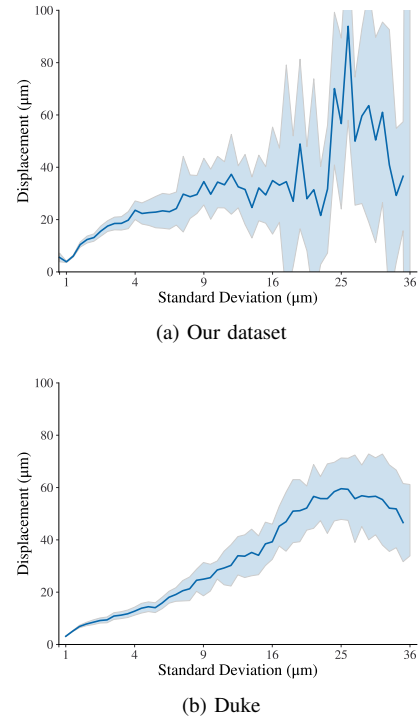 100
80
60
40
20
0
Displacement (μm)
1 4 9 16 25 36
Standard Deviation (μm)
(a) Our dataset
100
80
60
40
20
0
Displacement (μm)
1 4 9 16 25 36
Standard Deviation (μm)
(b) Duke